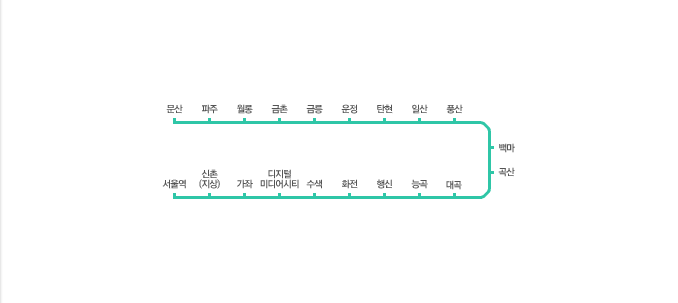 문산 파주 월롱 금촌 금릉 운정 탄현 일산 풍산
백마
곡산
신촌 디지털
서울역 (지상) 가좌 미디어시티 수색 화전 행신 능곡 대곡